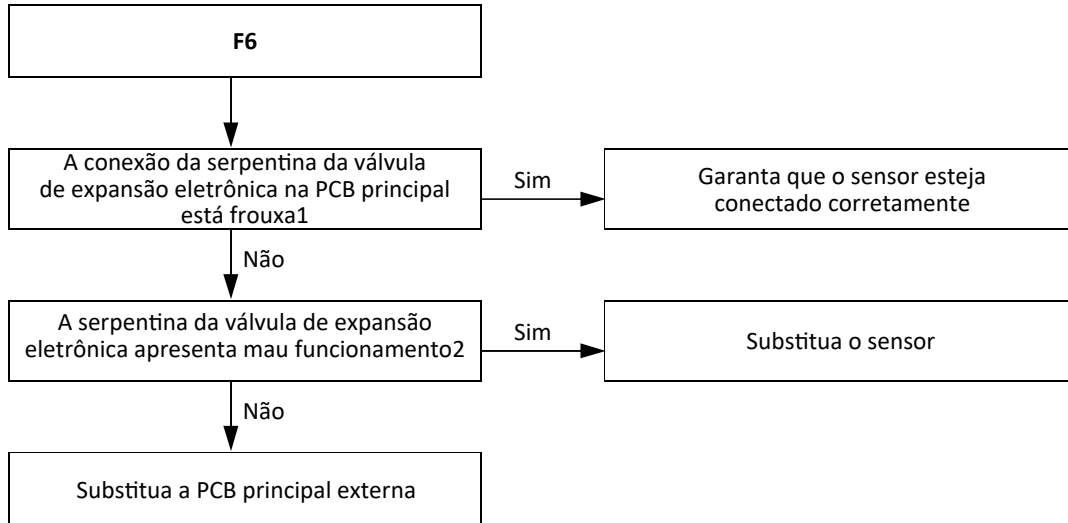 F6
A conexão da serpentina da válvula
de expansão eletrônica na PCB principal
está frouxa1
Sim
Garanta que o sensor esteja
conectado corretamente
Não
A serpentina da válvula de expansão
eletrônica apresenta mau funcionamento2
Sim
Substitua o sensor
Não
Substitua a PCB principal externa